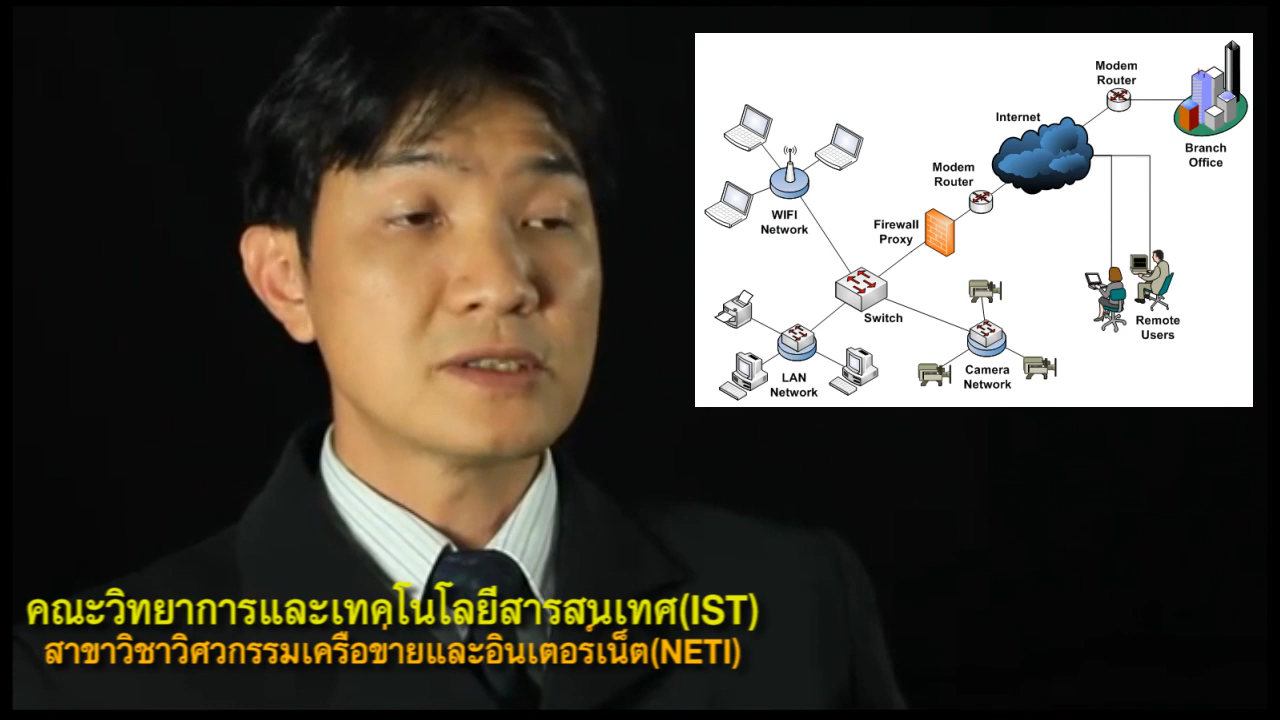 Modem
Router
Internet
Branch
Office
Modem
Router
WIFI
Network
Firewall
Proxy
Switch
Remote
Users
LAN
Network
Camera
Network
คณะวิทยาการและเทคโนโลยีสารสนเทศ(IST)
สาขาวิชาวิศวกรรมเครือข่ายและอินเตอร์เน็ต(NETI)